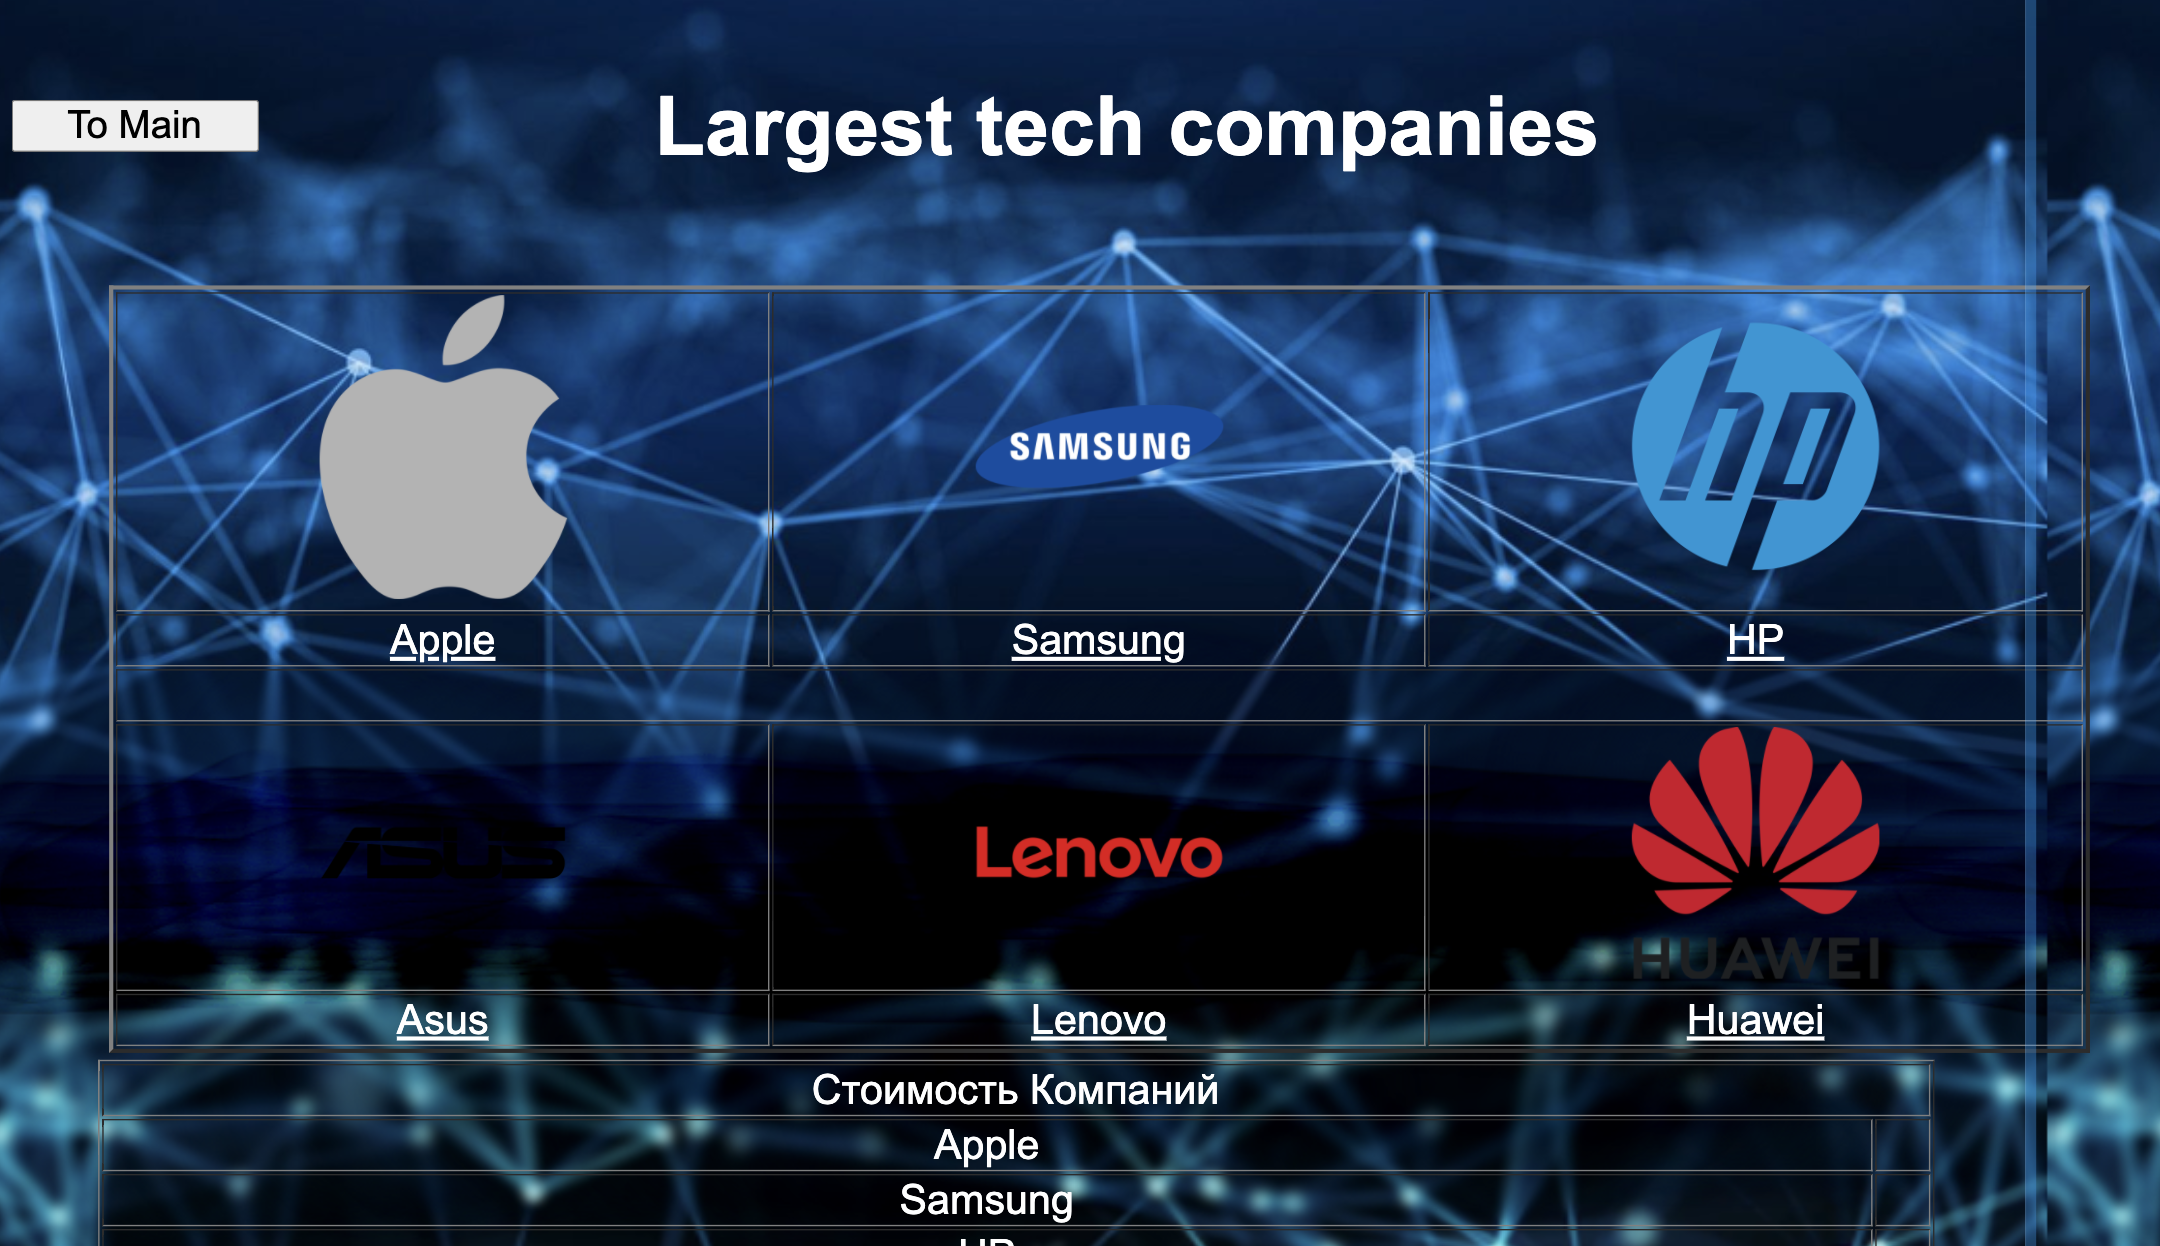 To Main
Largest tech companies
SAMSUNG
hp
Apple
Samsung
HP
ASUS
Lenovo
HUAWEI
Asus
Lenovo
Huawei
Стоимость Компаний
Apple
Samsung
HP